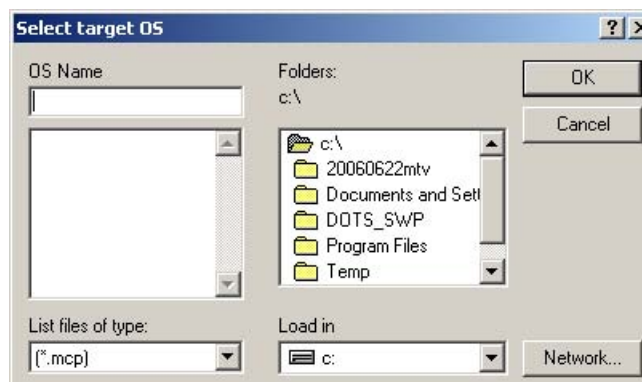 Select target OS
OS Name
Folders:
c:\
OK
Cancel
c:\
20060622mtv
Documents and Sett
DOTS_SWP
Program Files
Temp
List files of type:
(*.mcp)
Load in
c:
Network...